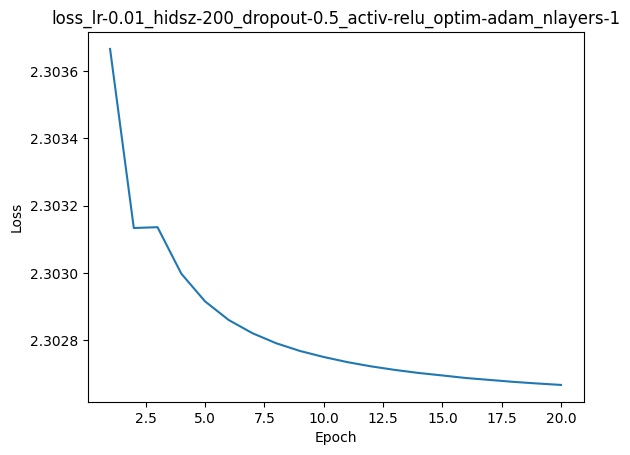 loss_lr-0.01_hidsz-200_dropout-0.5_activ-relu_optim-adam_nlayers-1
2.3036
2.3034
2.3032
2.3030
2.3028
Loss
2.5 5.0 7.5 10.0 12.5 15.0 17.5 20.0
Epoch